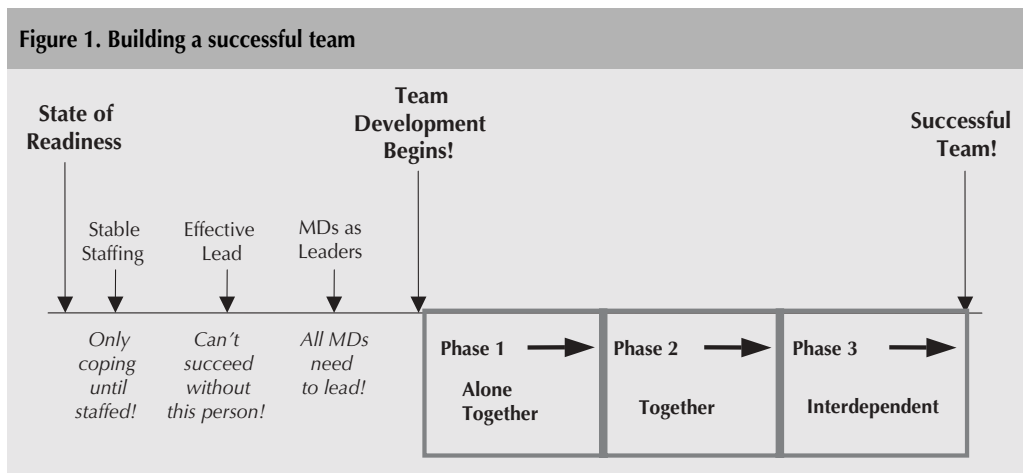 Figure 1. Building a successful team
State of
Readiness
Team
Development
Begins!
Successful
Team!
Stable
Staffing
Effective
Lead
MDs as
Leaders
Only
coping
until
staffed!
Can't
succeed
without
this person!
All MDs
need
to lead!
Phase 1
Alone
Together
Phase 2
Together
Phase 3
Interdependent